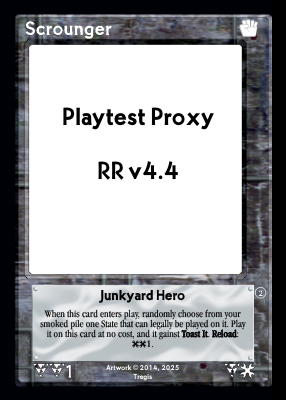 Scrounger
Playtest Proxy
RR v4.4
Junkyard Hero
2
When this card enters play, randomly choose from your
smoked pile one State that can legally be played on it. Play
it on this card at no cost, and it gains Toast It. Reload:
✖✖1.
1
Artwork © 2014, 2025
Tregis